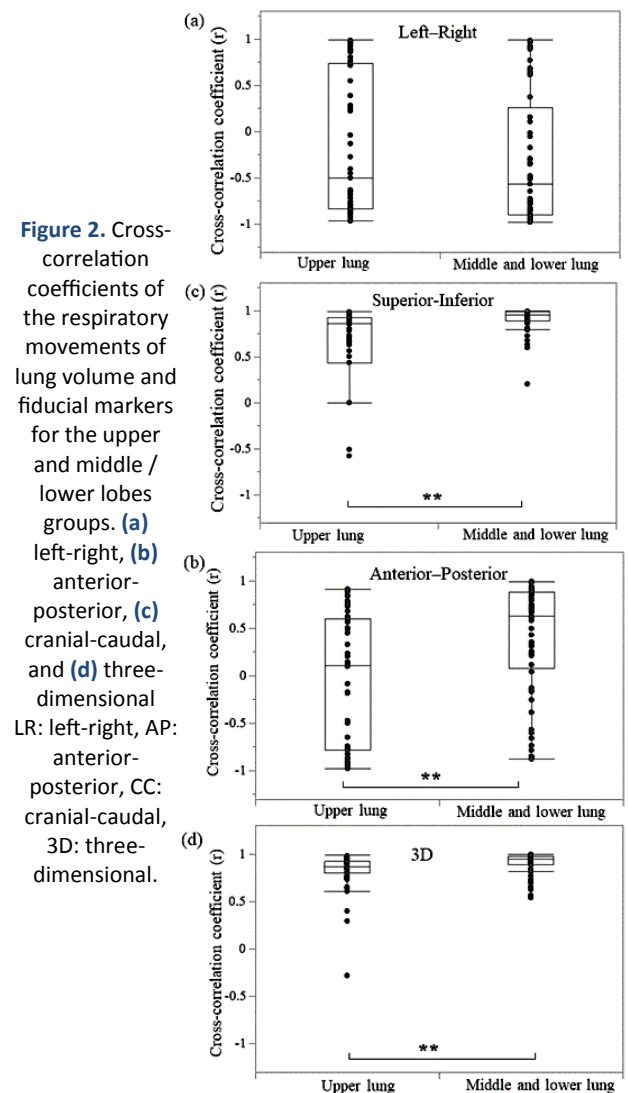 Figure 2. Cross-
correlation
coefficients of
the respiratory
movements of
lung volume and
fiducial markers
for the upper
and middle /
lower lobes
groups. (a)
left-right, (b)
anterior-
posterior, (c)
cranial-caudal,
and (d) three-
dimensional
LR: left-right, AP:
anterior-
posterior, CC:
cranial-caudal,
3D: three-
dimensional.
(a)
Left–Right
Cross-correlation coefficient (r)
1
0.5
0
-0.5
-1
Upper lung
Middle and lower lung
(c)
Superior-Inferior
Cross-correlation coefficient (r)
1
0.5
0
-0.5
-1
**
Upper lung
Middle and lower lung
(b)
Anterior–Posterior
Cross-correlation coefficient (r)
1
0.5
0
-0.5
-1
**
Upper lung
Middle and lower lung
(d)
3D
Cross-correlation coefficient (r)
1
0.5
0
-0.5
-1
**
Upper lung
Middle and lower lung